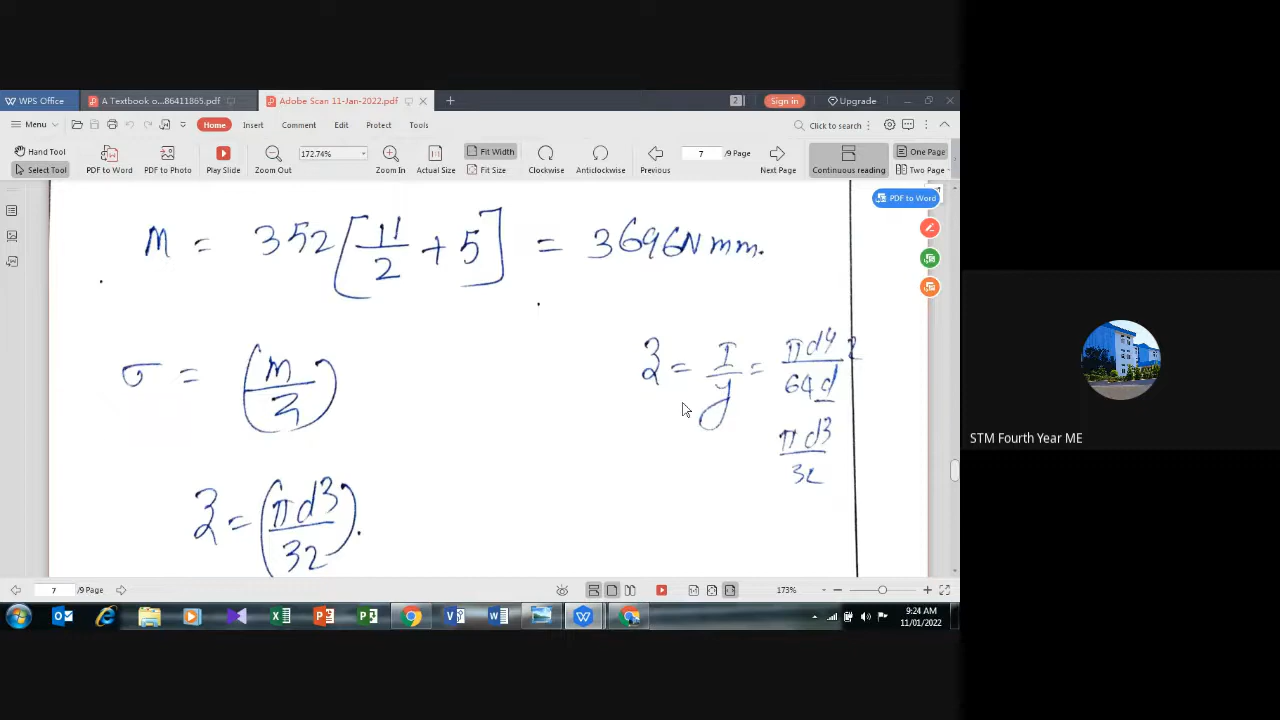 WPS Office A Textbook o...86411865.pdf Adobe Scan 11-Jan-2022.pdf 2 Sign in Upgrade
Menu Home Insert Comment Edit Protect Tools Click to search
Hand Tool 172.74% Fit Width 7 /9 Page One Page
Select Tool PDF to Word PDF to Photo Play Slide Zoom Out Zoom In Actual Size Fit Size Clockwise Anticlockwise Previous Next Page Continuous reading Two Page
PDF to Word
M = 352 [11/2 + 5] = 3696 N mm.
σ = (M/Z)
Z = I/y = πd4 2/64 d
πd3/32
Z = (πd3/32).
STM Fourth Year ME
7 /9 Page 173%
9:24 AM
11/01/2022